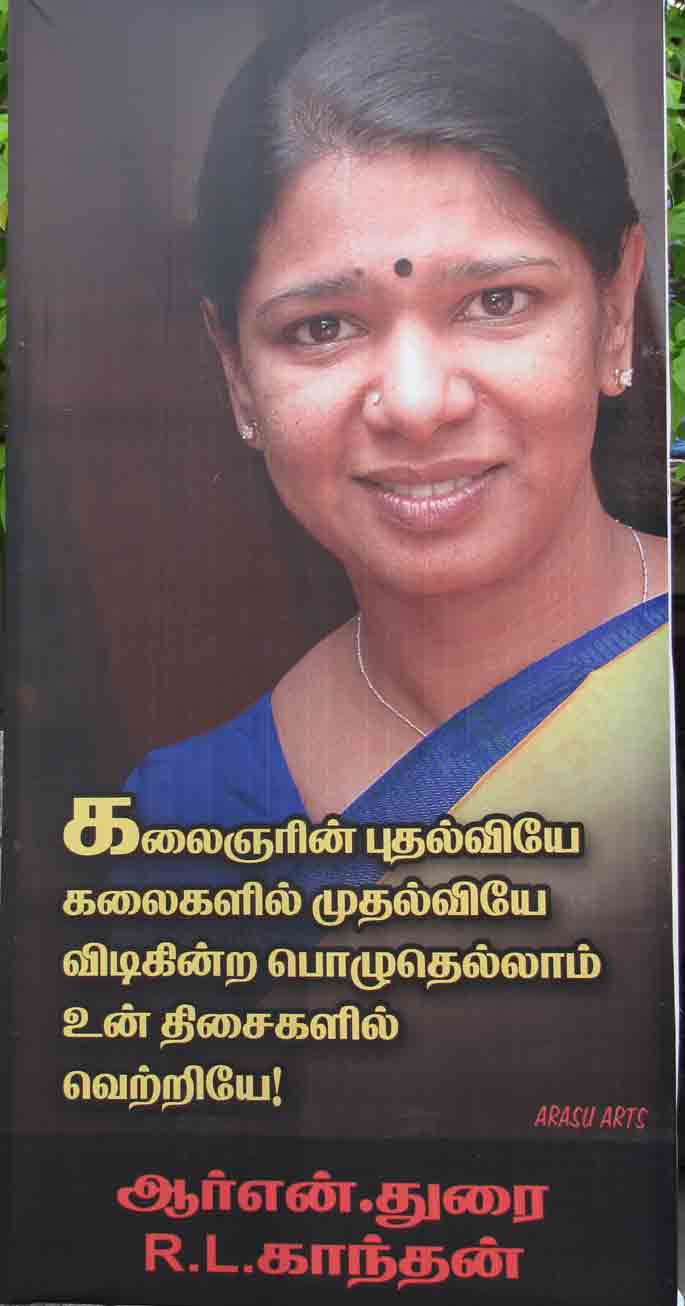 கலைஞரின் புதல்வியே
கலைகளில் முதல்வியே
விடிகின்ற பொழுதெல்லாம்
உன் திசைகளில்
வெற்றியே!
ARASU ARTS
ஆர்என்.துரை
R.L.காந்தன்